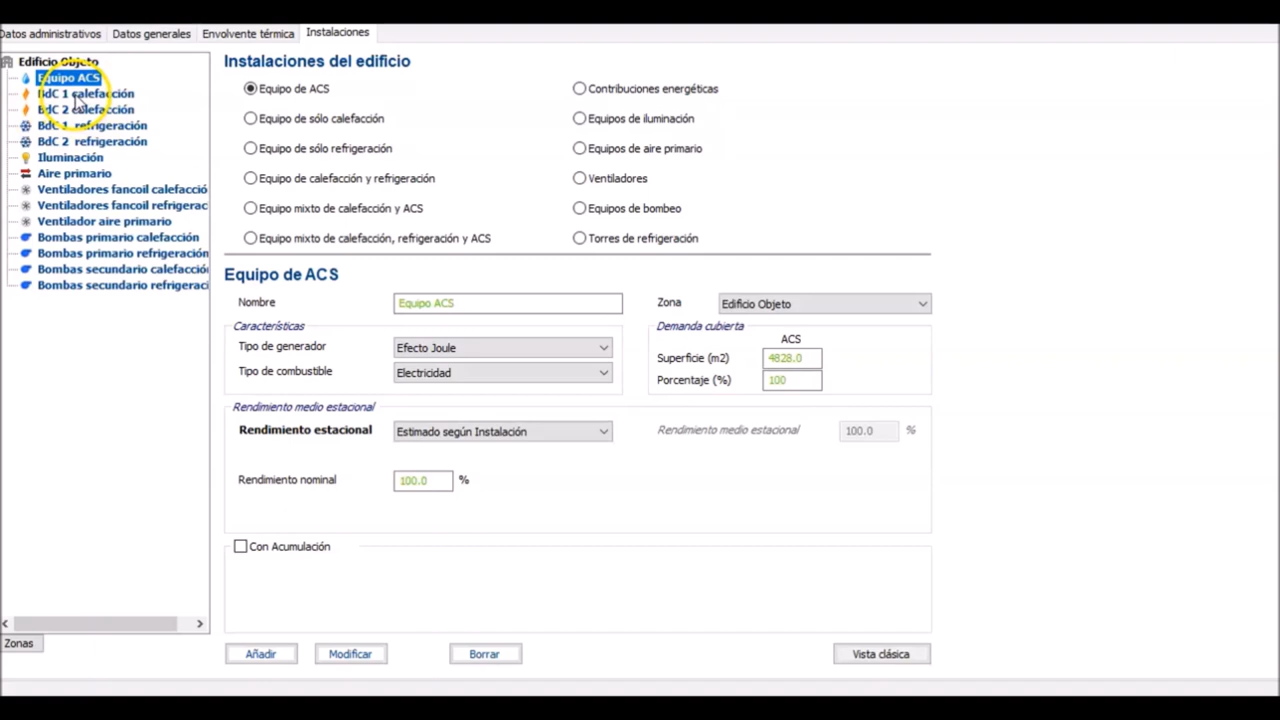 Datos administrativos
Datos generales
Envolvente térmica
Instalaciones
Edificio Objeto
Equipo ACS
BdC 1 calefacción
BdC 2 calefacción
BdC 1 refrigeración
BdC 2 refrigeración
Iluminación
Aire primario
Ventiladores fancoil calefacció
Ventiladores fancoil refrigerac
Ventilador aire primario
Bombas primario calefacción
Bombas primario refrigeración
Bombas secundario calefacció
Bombas secundario refrigeraci
Zonas
Instalaciones del edificio
Equipo de ACS
Contribuciones energéticas
Equipo de sólo calefacción
Equipos de iluminación
Equipo de sólo refrigeración
Equipos de aire primario
Equipo de calefacción y refrigeración
Ventiladores
Equipo mixto de calefacción y ACS
Equipos de bombeo
Equipo mixto de calefacción, refrigeración y ACS
Torres de refrigeración
Equipo de ACS
Nombre
Equipo ACS
Zona
Edificio Objeto
Características
Tipo de generador
Efecto Joule
Tipo de combustible
Electricidad
Demanda cubierta
ACS
Superficie (m2)
4828.0
Porcentaje (%)
100
Rendimiento medio estacional
Rendimiento estacional
Estimado según Instalación
Rendimiento medio estacional
100.0 %
Rendimiento nominal
100.0 %
Con Acumulación
Añadir
Modificar
Borrar
Vista clásica